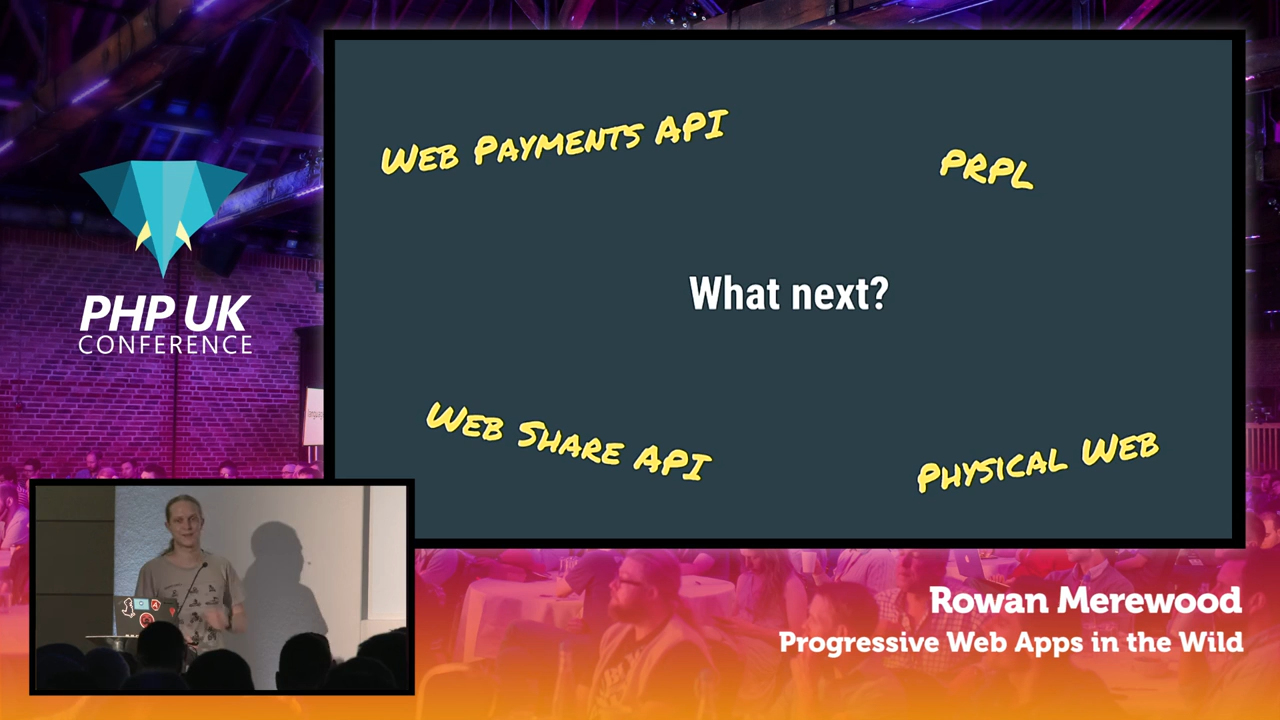 WEB PAYMENTS API
PRPL
What next?
WEB SHARE API
PHYSICAL WEB
PHP UK
CONFERENCE
Rowan Merewood
Progressive Web Apps in the Wild